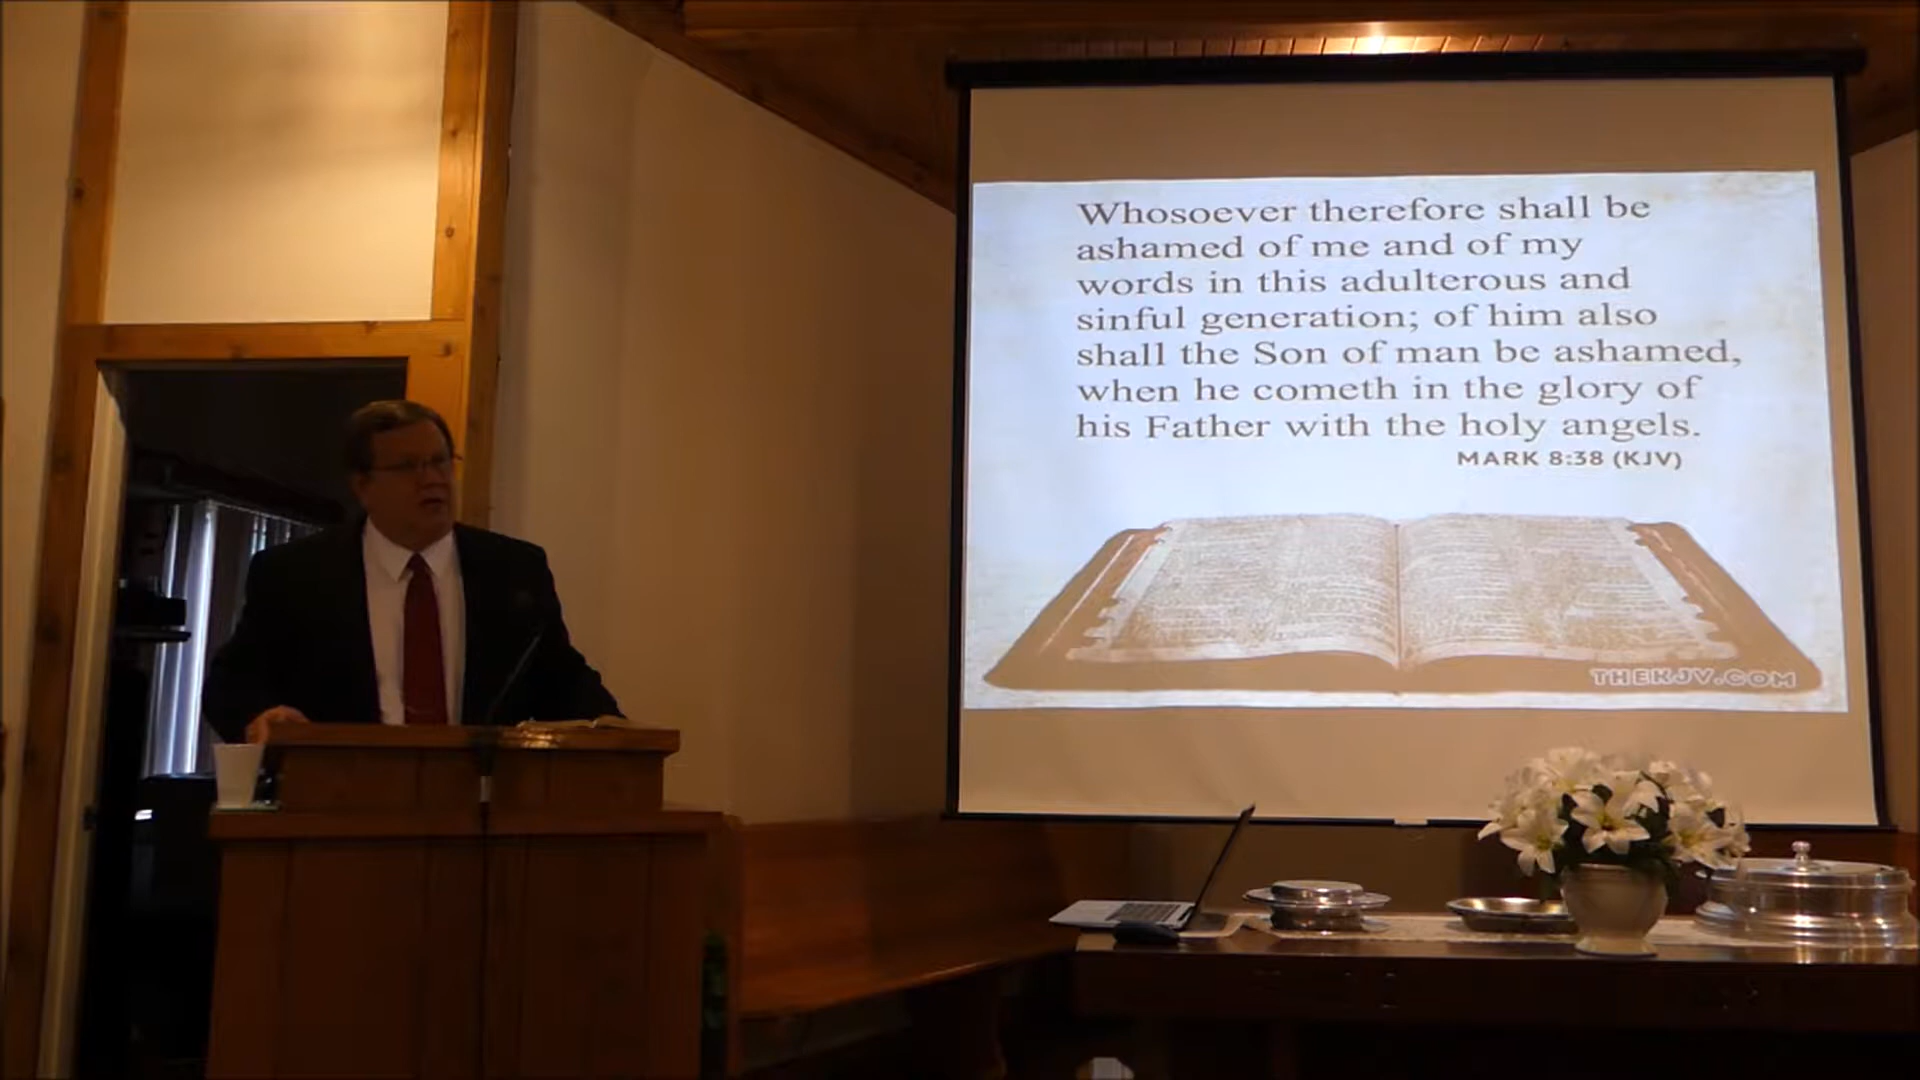 Whosoever therefore shall be
ashamed of me and of my
words in this adulterous and
sinful generation; of him also
shall the Son of man be ashamed,
when he cometh in the glory of
his Father with the holy angels.
MARK 8:38 (KJV)
THEKJV.COM